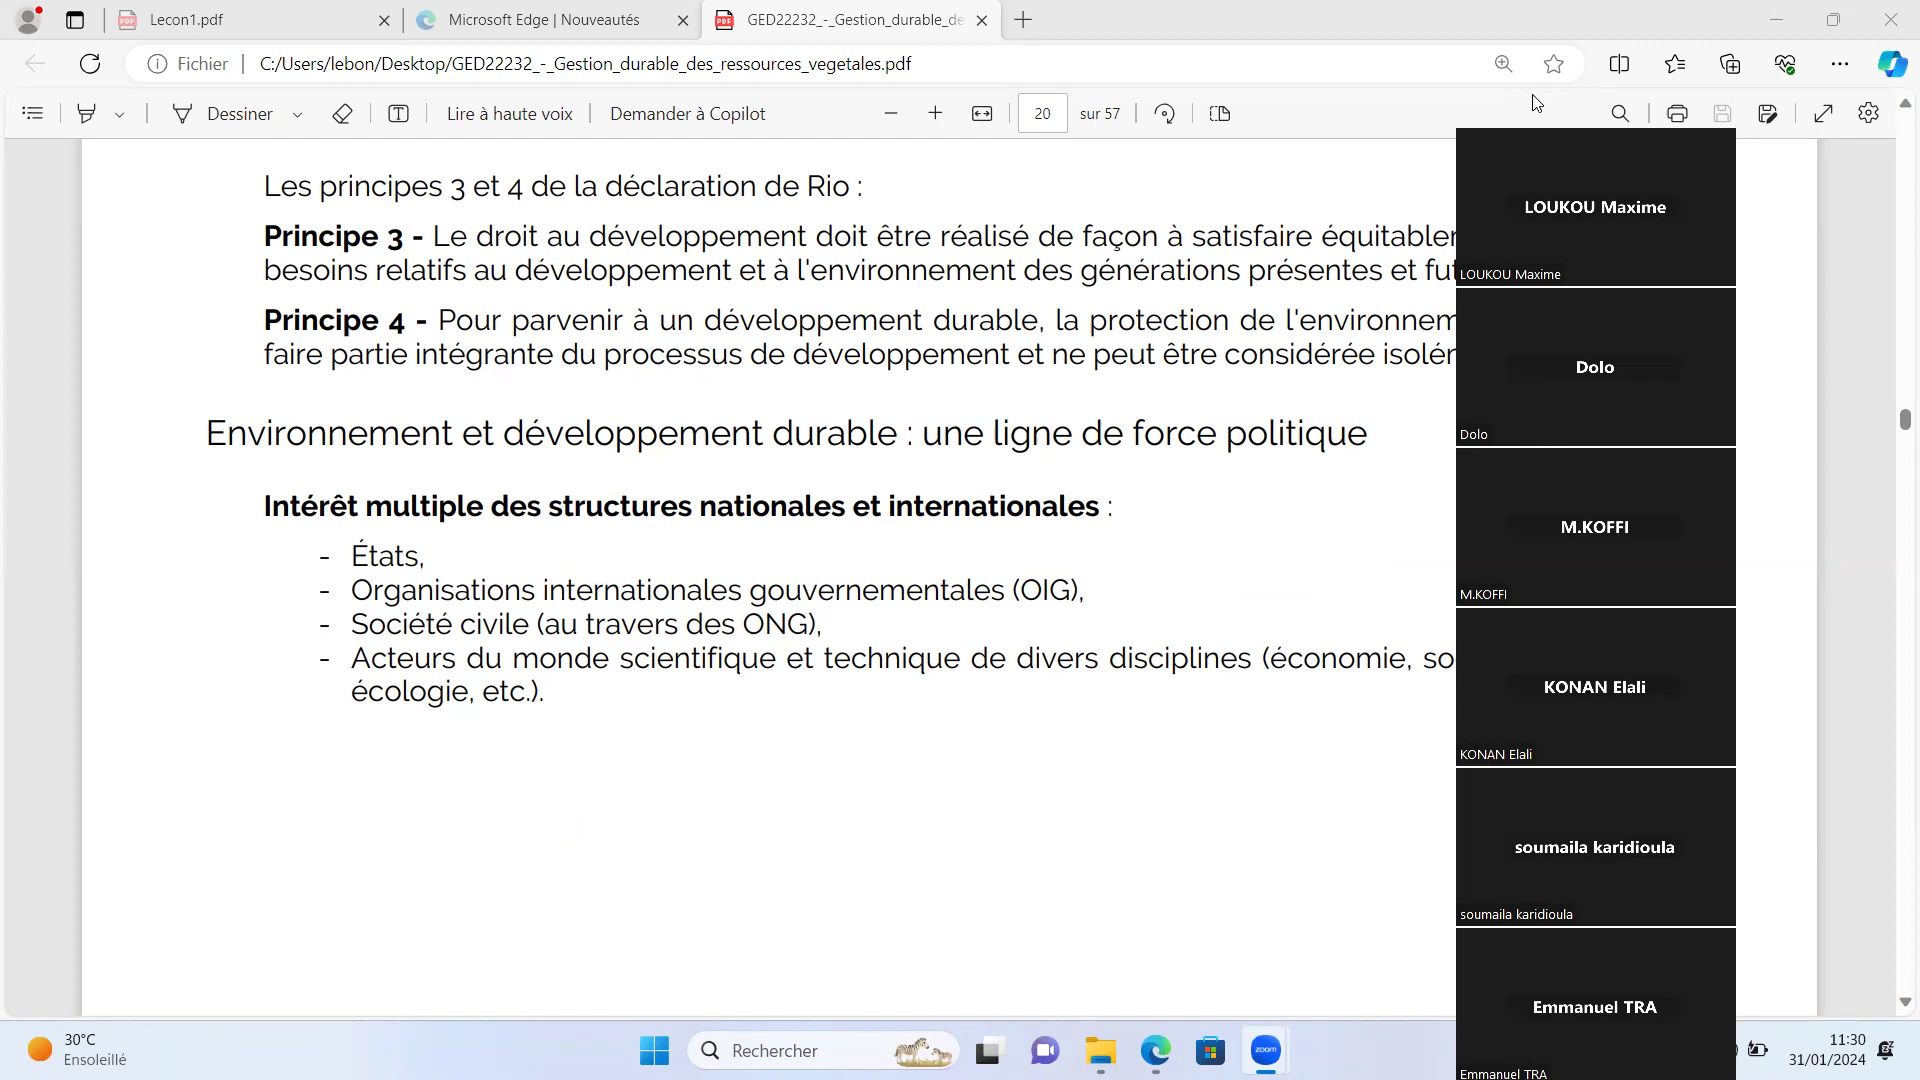 Lecon1.pdf
Microsoft Edge | Nouveautés
GED22232_-_Gestion_durable_de
Fichier
C:/Users/lebon/Desktop/GED22232_-_Gestion_durable_des_ressources_vegetales.pdf
Dessiner
Lire à haute voix
Demander à Copilot
20
sur 57
Les principes 3 et 4 de la déclaration de Rio :
Principe 3 - Le droit au développement doit être réalisé de façon à satisfaire équitabler
besoins relatifs au développement et à l'environnement des générations présentes et fut
Principe 4 - Pour parvenir à un développement durable, la protection de l'environnem
faire partie intégrante du processus de développement et ne peut être considérée isolér
Environnement et développement durable : une ligne de force politique
Intérêt multiple des structures nationales et internationales :
- États,
- Organisations internationales gouvernementales (OIG),
- Société civile (au travers des ONG),
- Acteurs du monde scientifique et technique de divers disciplines (économie, so
écologie, etc.).
LOUKOU Maxime
LOUKOU Maxime
Dolo
Dolo
M.KOFFI
M.KOFFI
KONAN Elali
KONAN Elali
soumaila karidioula
soumaila karidioula
Emmanuel TRA
Emmanuel TRA
30°C
Ensoleillé
Rechercher
zoom
11:30
31/01/2024